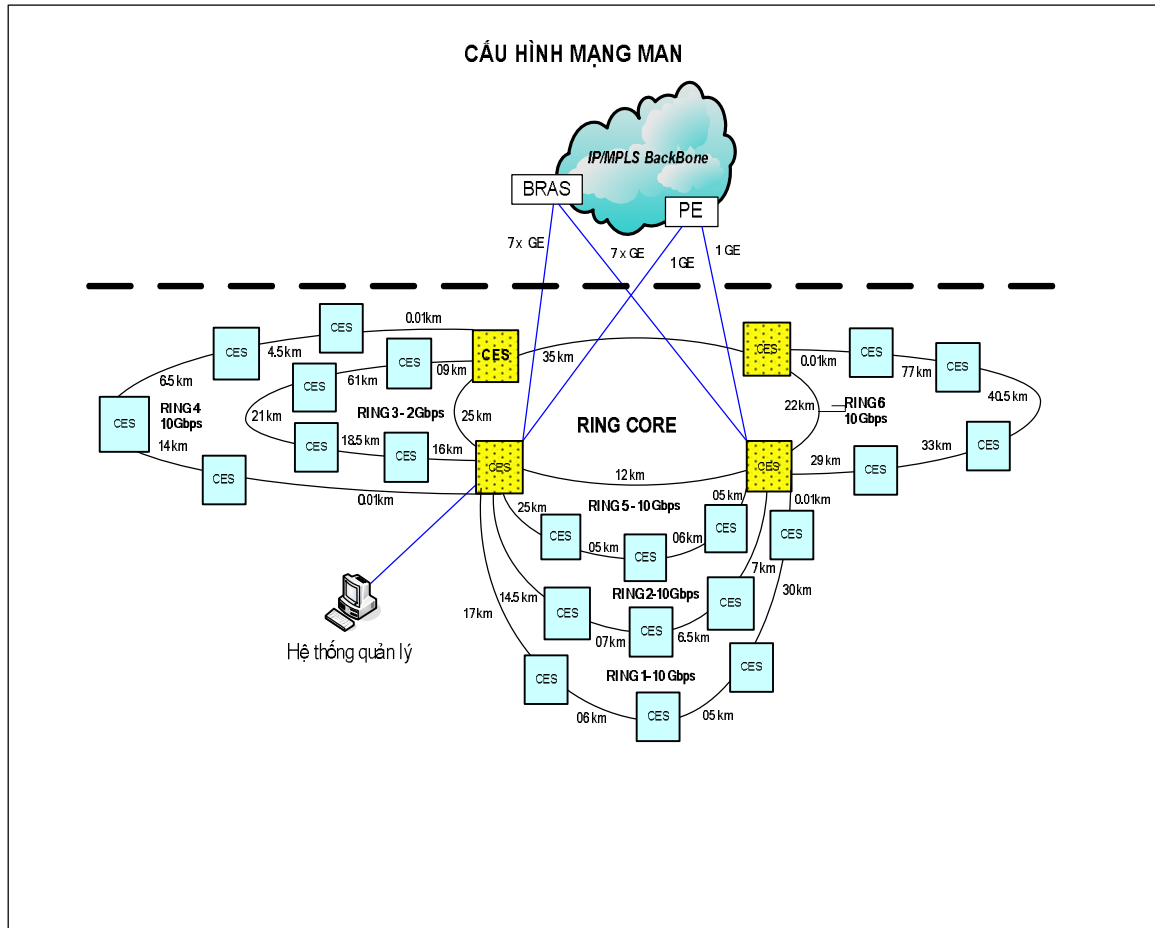 CẤU HÌNH MẠNG MAN
IP/MPLS BackBone
BRAS
PE
7 x GE
7 x GE
1 GE
1 GE
0.01km
CES
CES
4.5km
6.5km
CES
CES
35km
CES
0.01km
CES
77km
CES
CES
61km
CES
09km
40.5km
CES
RING 4
10Gbps
21km
RING 3 - 2Gbps
25km
RING CORE
22km
RING 6
10Gbps
14km
18.5km
CES
16km
CES
CES
12km
CES
29km
CES
33km
CES
0.01km
25km
RING 5 - 10Gbps
05km
0.01km
CES
05km
CES
06km
CES
CES
14.5km
RING 2-10Gbps
7km
30km
17km
CES
07km
CES
6.5km
CES
Hệ thống quản lý
CES
RING 1- 10Gbps
CES
06km
CES
05km